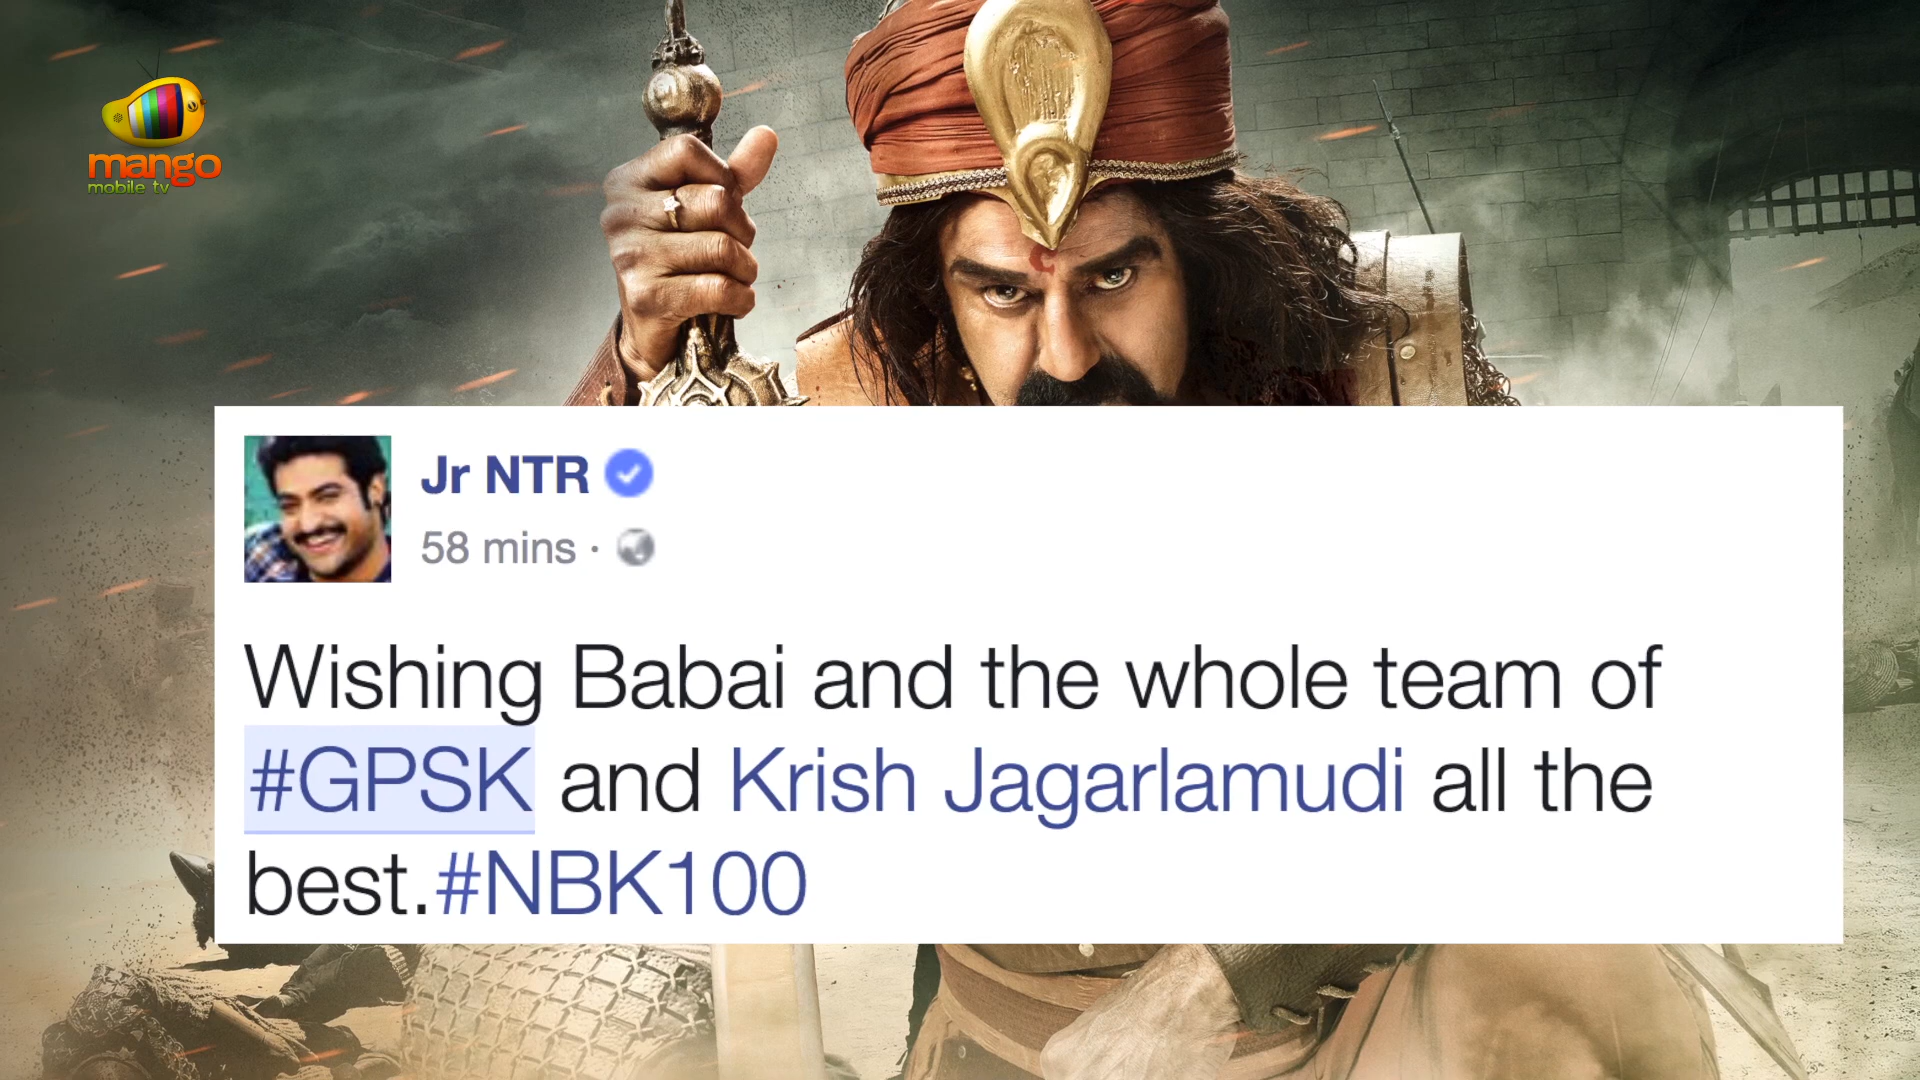 mango
mobile tv
Jr NTR
58 mins ·
Wishing Babai and the whole team of
#GPSK and Krish Jagarlamudi all the
best.#NBK100